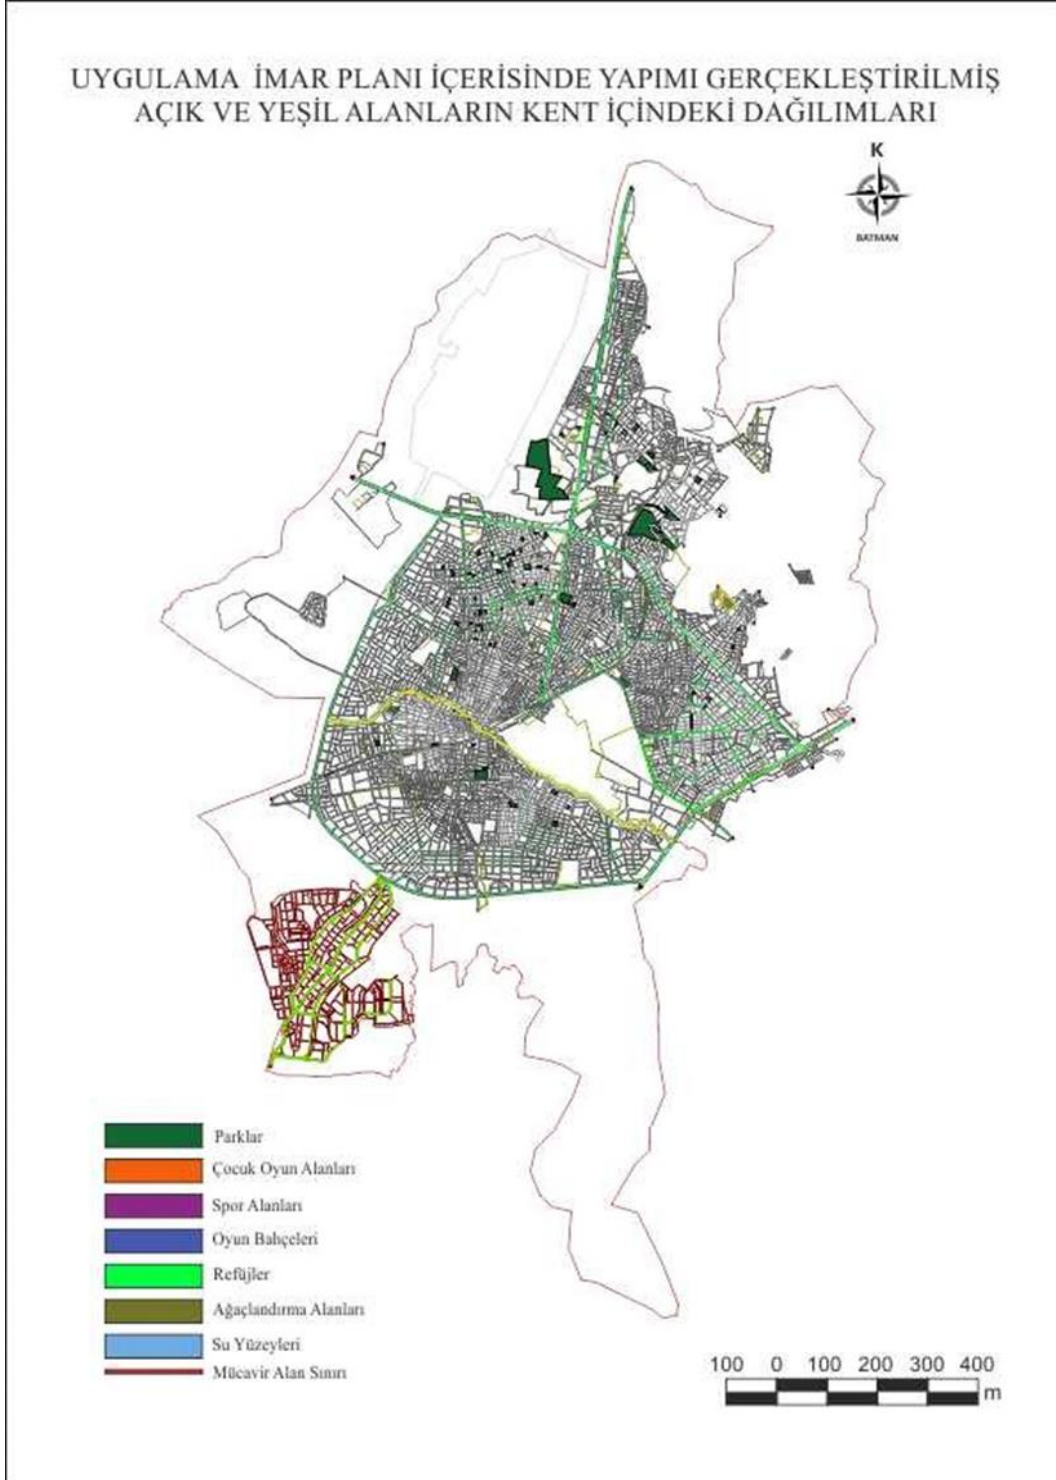 UYGULAMA İMAR PLANI İÇERİSİNDE YAPIMI GERÇEKLEŞTİRİLMİŞ
AÇIK VE YEŞİL ALANLARIN KENT İÇİNDEKİ DAĞILIMLARI
K
BATMAN
Parklar
Çocuk Oyun Alanları
Spor Alanları
Oyun Bahçeleri
Refüjler
Ağaçlandırma Alanları
Su Yüzeyleri
Mücavir Alan Sınırı
100 0 100 200 300 400
m